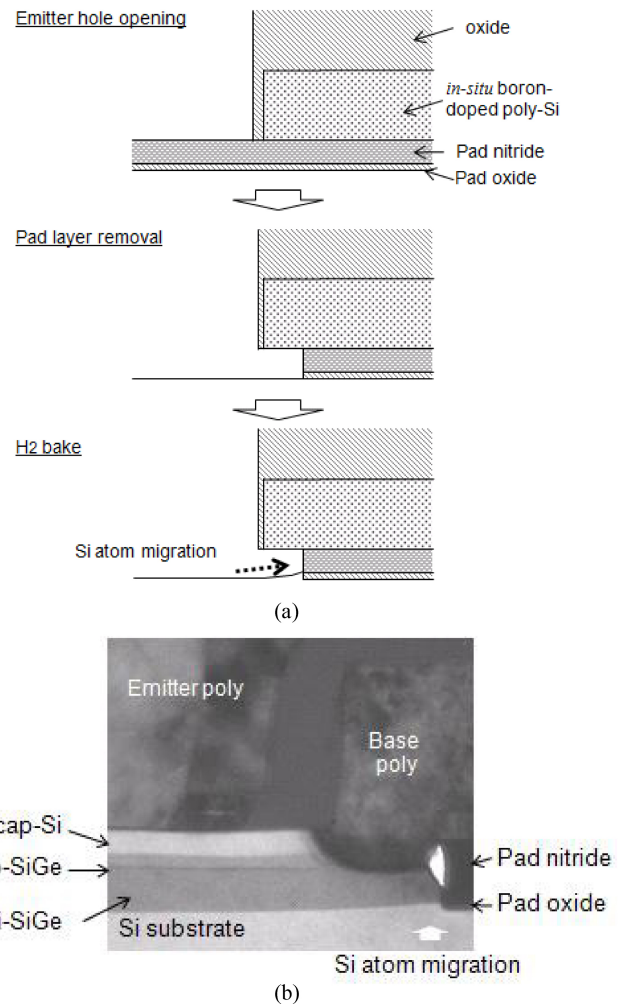 Emitter hole opening
oxide
in-situ boron-
doped poly-Si
Pad nitride
Pad oxide
Pad layer removal
H2 bake
Si atom migration
(a)
Emitter poly
Base
poly
cap-Si
-SiGe
Pad nitride
-SiGe
Pad oxide
Si substrate
Si atom migration
(b)